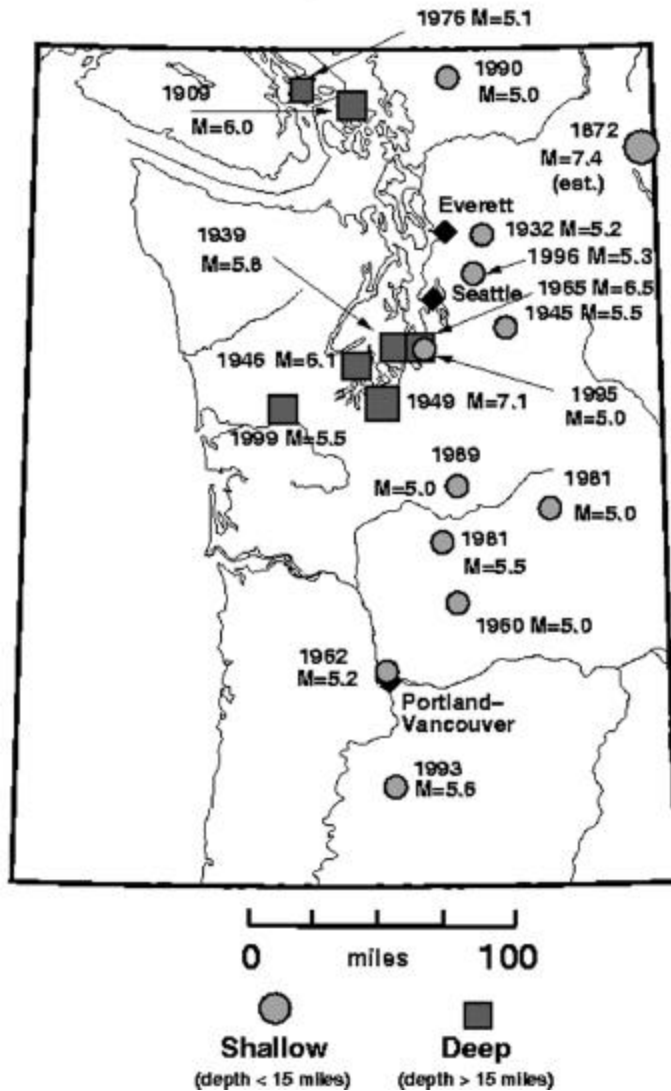 1976 M=5.1
1990
M=5.0
1909
M=6.0
1872
M=7.4
(est.)
Everett
1932 M=5.2
1939
M=5.8
1996 M=5.3
Seattle
1965 M=6.5
1945 M=5.5
1946 M=6.1
1995
M=5.0
1949 M=7.1
1999 M=5.5
1989
M=5.0
1981
M=5.0
1981
M=5.5
1960 M=5.0
1962
M=5.2
Portland-
Vancouver
1993
M=5.6
0 miles 100
Shallow
(depth < 15 miles)
Deep
(depth > 15 miles)